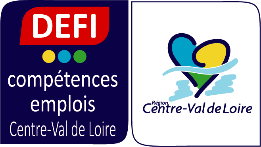 DEFI
compétences
emplois
Centre-Val de Loire
Région
Centre-Val de Loire